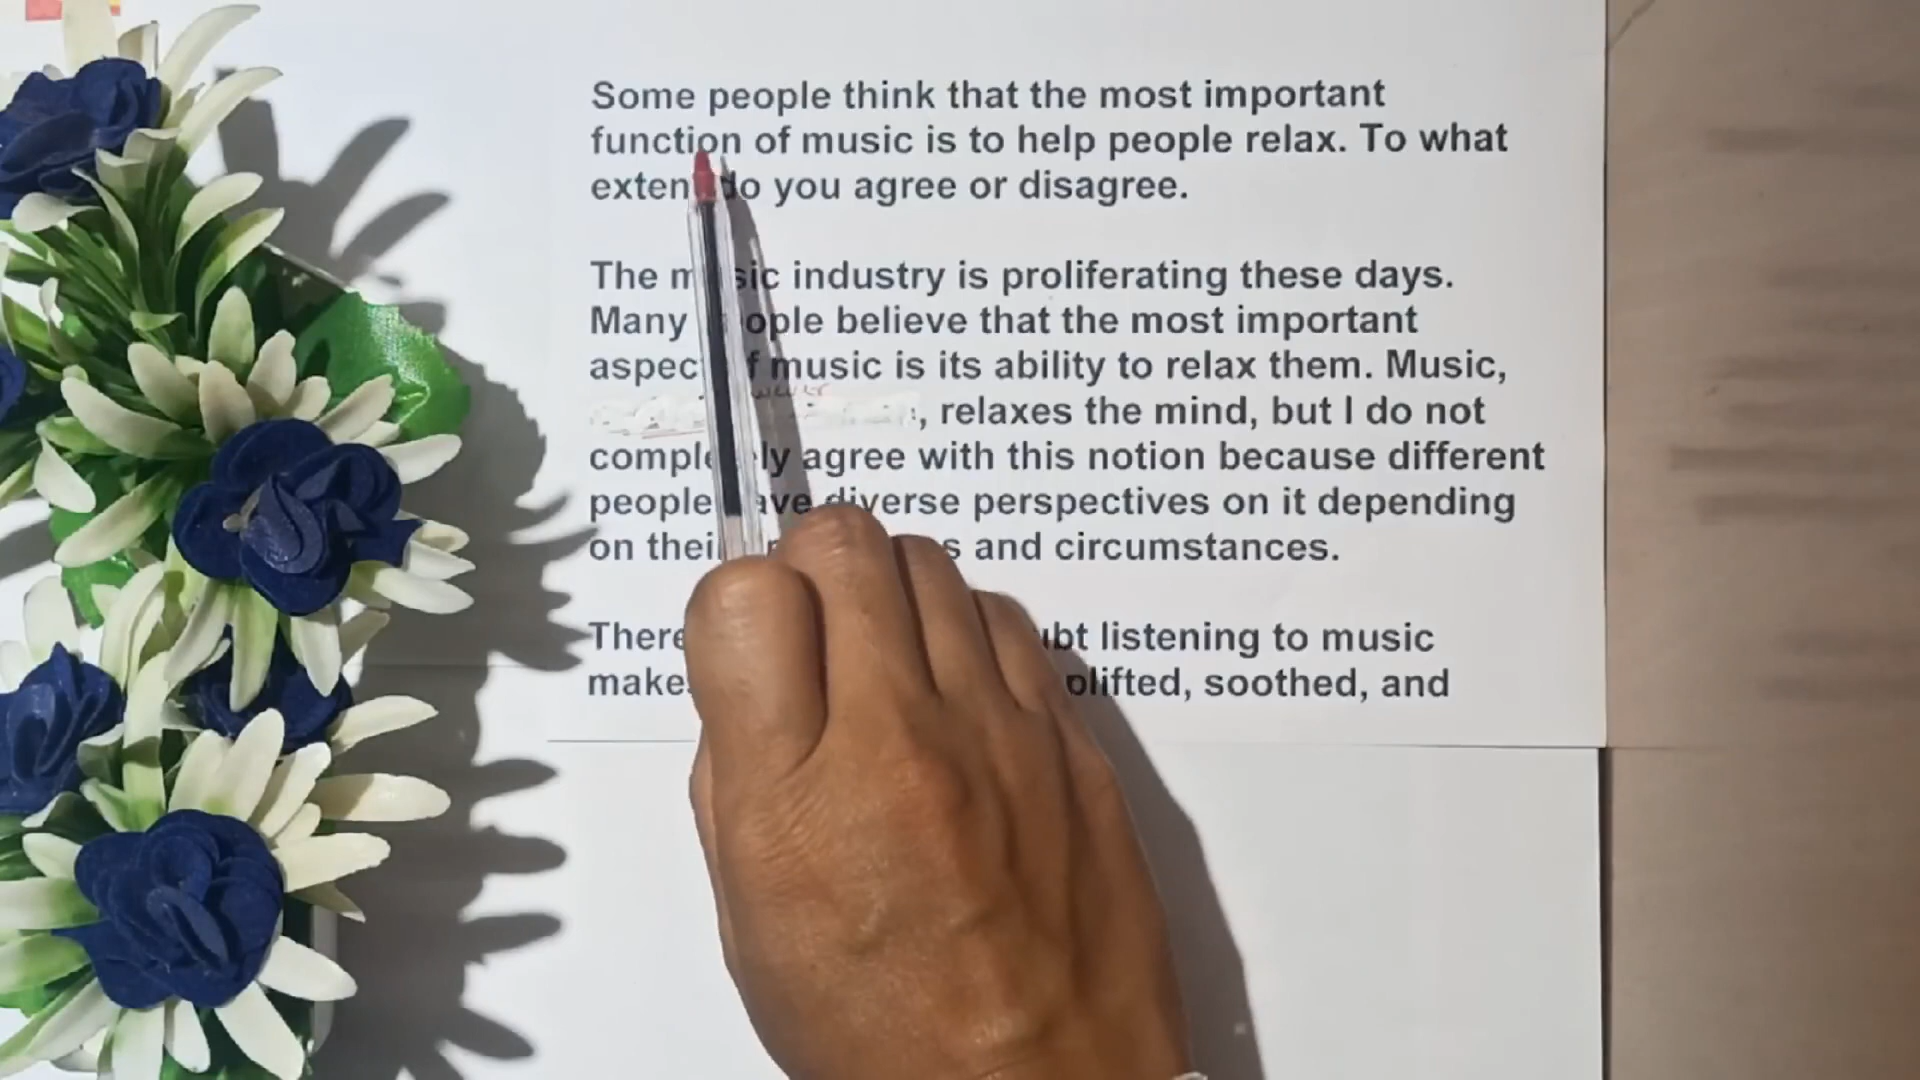 Some people think that the most important
function of music is to help people relax. To what
exten do you agree or disagree.
The music industry is proliferating these days.
Many people believe that the most important
aspect of music is its ability to relax them. Music,
, relaxes the mind, but I do not
completely agree with this notion because different
people have diverse perspectives on it depending
on their and circumstances.
There listening to music
makes uplifted, soothed, and